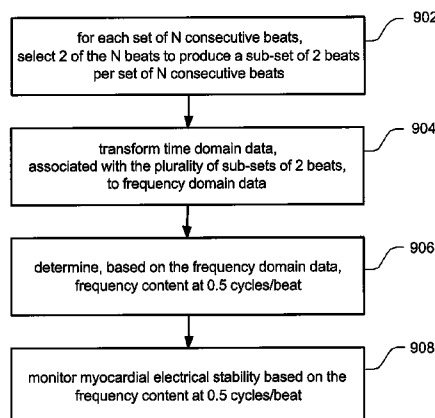 for each set of N consecutive beats,
select 2 of the N beats to produce a sub-set of 2 beats
per set of N consecutive beats
902
transform time domain data,
associated with the plurality of sub-sets of 2 beats,
to frequency domain data
904
determine, based on the frequency domain data,
frequency content at 0.5 cycles/beat
906
monitor myocardial electrical stability based on the
frequency content at 0.5 cycles/beat
908